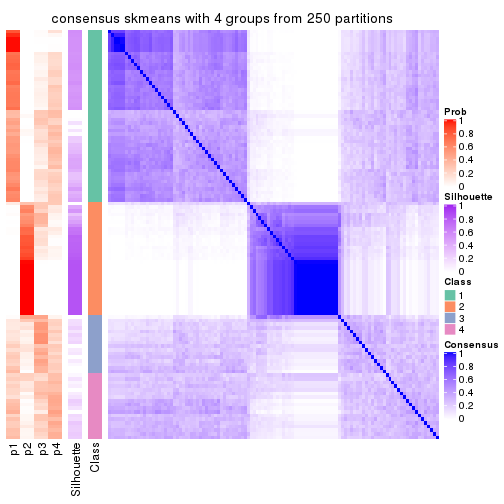 consensus skmeans with 4 groups from 250 partitions
Prob
1
0.8
0.6
0.4
0.2
0
Silhouette
1
0.8
0.6
0.4
0.2
0
Class
1
2
3
4
Consensus
1
0.8
0.6
0.4
0.2
0
p1
p2
p3
p4
Silhouette
Class